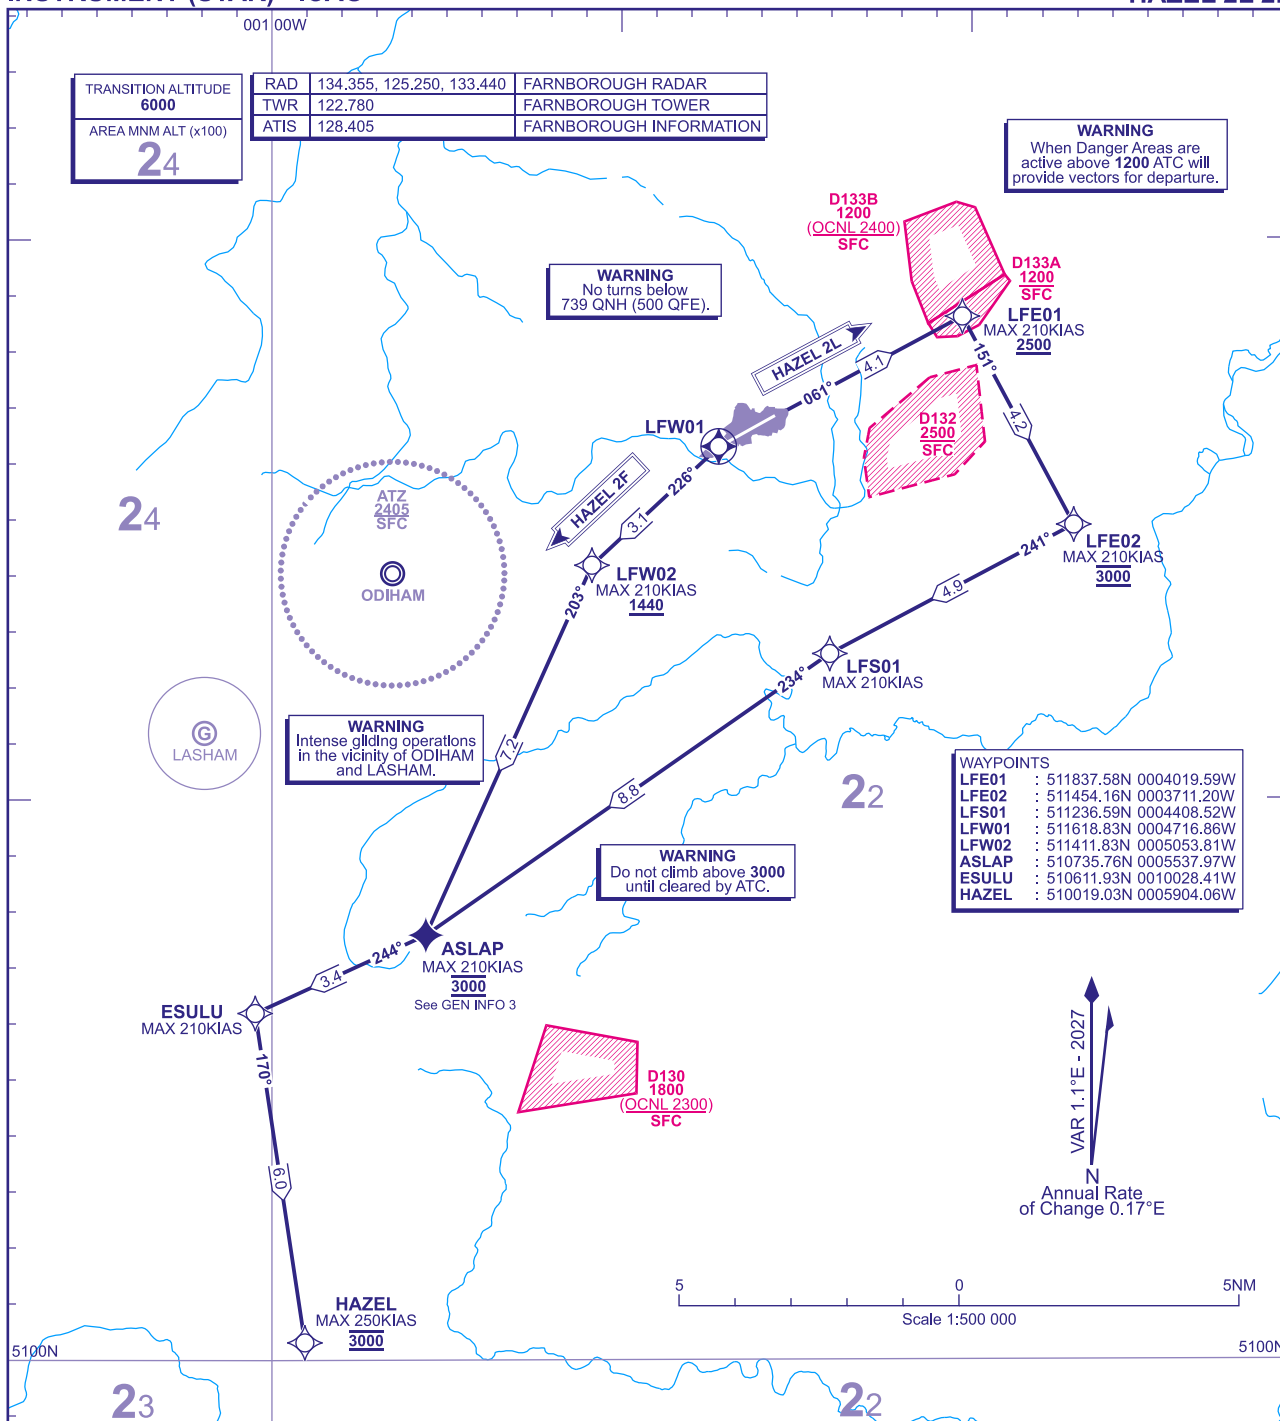 001 00W
TRANSITION ALTITUDE
6000
AREA MNM ALT (x100)
24
RAD 134.355, 125.250, 133.440 FARNBOROUGH RADAR
TWR 122.780 FARNBOROUGH TOWER
ATIS 128.405 FARNBOROUGH INFORMATION
WARNING
When Danger Areas are
active above 1200 ATC will
provide vectors for departure.
D133B
1200
(OCNL 2400)
SFC
D133A
1200
SFC
WARNING
No turns below
739 QNH (500 QFE).
LFE01
MAX 210KIAS
2500
HAZEL 2L
4.1
061°
151°
4.2
D132
2500
SFC
LFW01
226°
HAZEL 2F
3.1
24
ATZ
2405
SFC
ODIHAM
LFW02
MAX 210KIAS
1440
203°
LFE02
MAX 210KIAS
3000
241°
4.9
LFS01
MAX 210KIAS
234°
G
LASHAM
WARNING
Intense gliding operations
in the vicinity of ODIHAM
and LASHAM.
7.2
8.8
22
WAYPOINTS
LFE01 : 511837.58N 0004019.59W
LFE02 : 511454.16N 0003711.20W
LFS01 : 511236.59N 0004408.52W
LFW01 : 511618.83N 0004716.86W
LFW02 : 511411.83N 0005053.81W
ASLAP : 510735.76N 0005537.97W
ESULU : 510611.93N 0010028.41W
HAZEL : 510019.03N 0005904.06W
WARNING
Do not climb above 3000
until cleared by ATC.
ASLAP
MAX 210KIAS
3000
See GEN INFO 3
244°
3.4
ESULU
MAX 210KIAS
170°
6.0
D130
1800
(OCNL 2300)
SFC
VAR 1.1°E - 2027
N
Annual Rate
of Change 0.17°E
HAZEL
MAX 250KIAS
3000
5 0 5NM
Scale 1:500 000
5100N
5100N
23
22